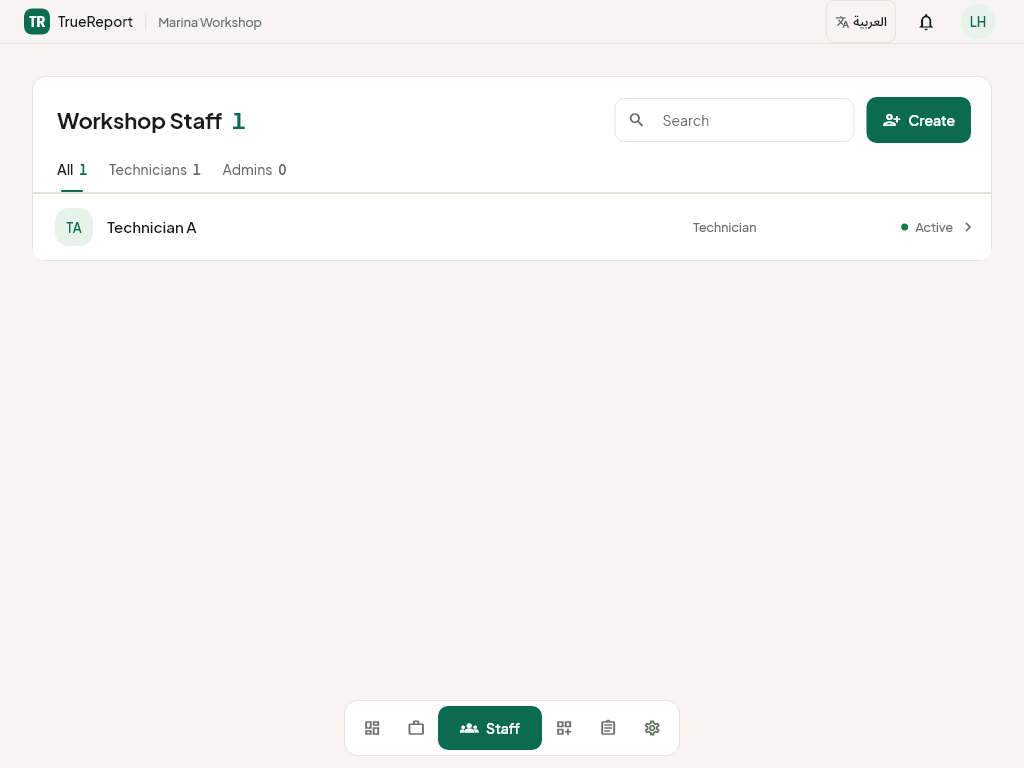 TR TrueReport Marina Workshop العربية LH
Workshop Staff 1 Search Create
All 1 Technicians 1 Admins 0
TA Technician A Technician Active
Staff